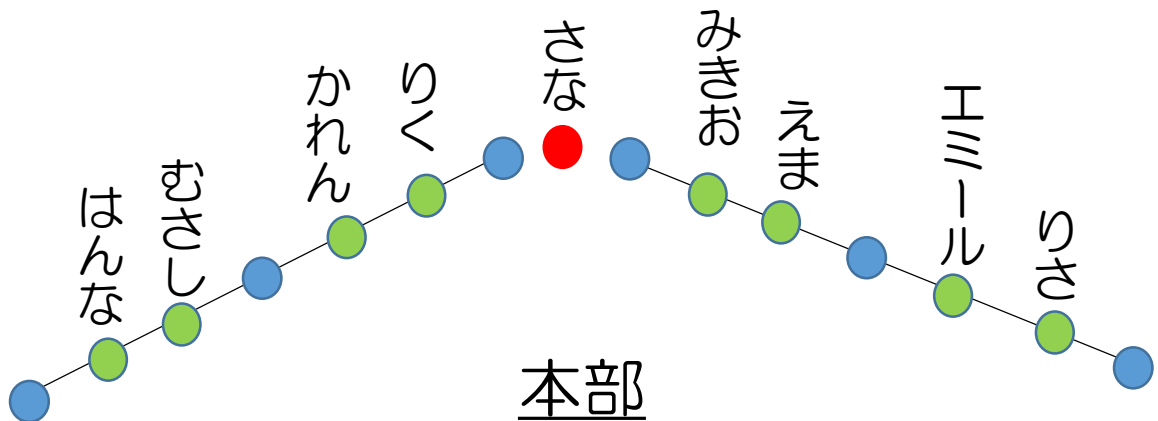 はんな
むさし
かれん
りく
さな
みきお
えま
エミール
りさ
本部